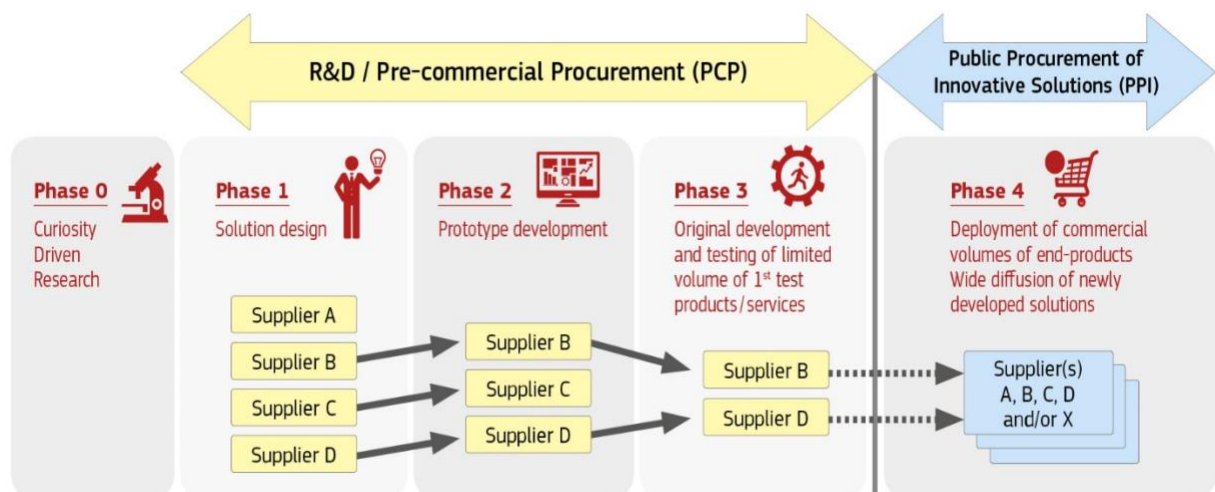 R&D / Pre-commercial Procurement (PCP)
Public Procurement of
Innovative Solutions (PPI)
Phase 0
Curiosity
Driven
Research
Phase 1
Solution design
Supplier A
Supplier B
Supplier C
Supplier D
Phase 2
Prototype development
Supplier B
Supplier C
Supplier D
Phase 3
Original development
and testing of limited
volume of 1st test
products/services
Supplier B
Supplier D
Phase 4
Deployment of commercial
volumes of end-products
Wide diffusion of newly
developed solutions
Supplier(s)
A, B, C, D
and/or X